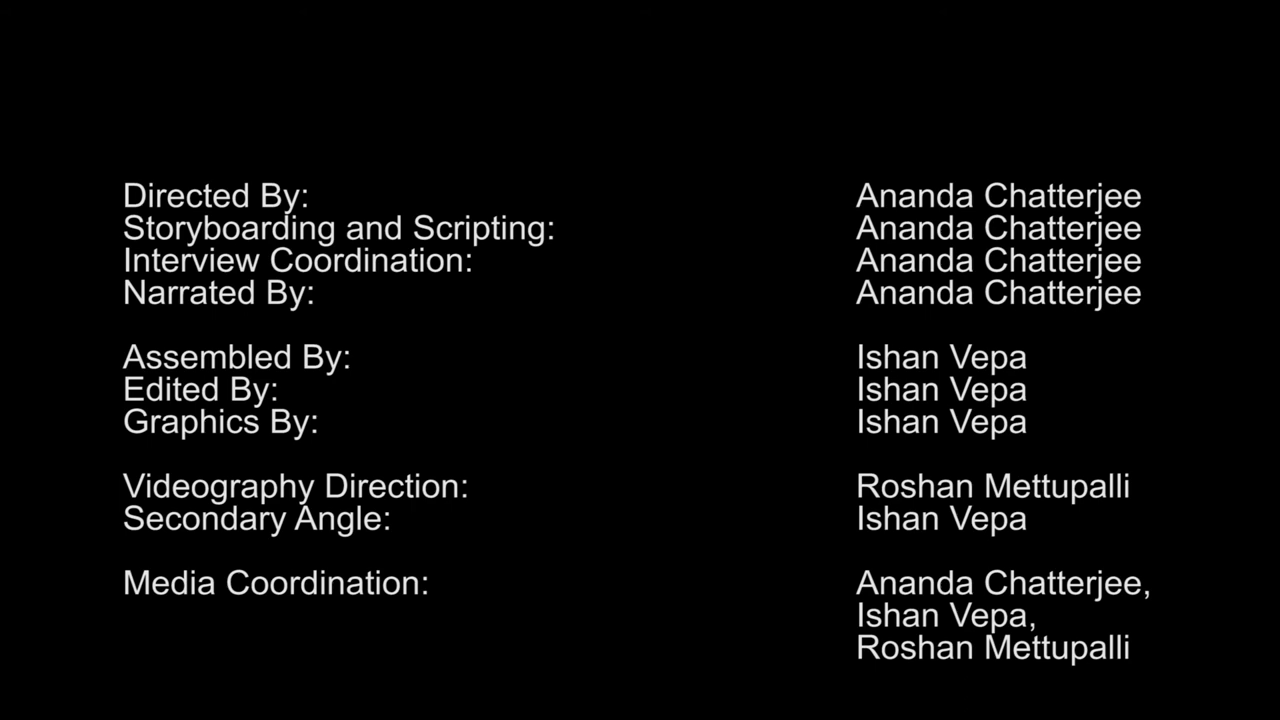 Directed By: Ananda Chatterjee
Storyboarding and Scripting: Ananda Chatterjee
Interview Coordination: Ananda Chatterjee
Narrated By: Ananda Chatterjee
Assembled By: Ishan Vepa
Edited By: Ishan Vepa
Graphics By: Ishan Vepa
Videography Direction: Roshan Mettupalli
Secondary Angle: Ishan Vepa
Media Coordination: Ananda Chatterjee,
Ishan Vepa,
Roshan Mettupalli